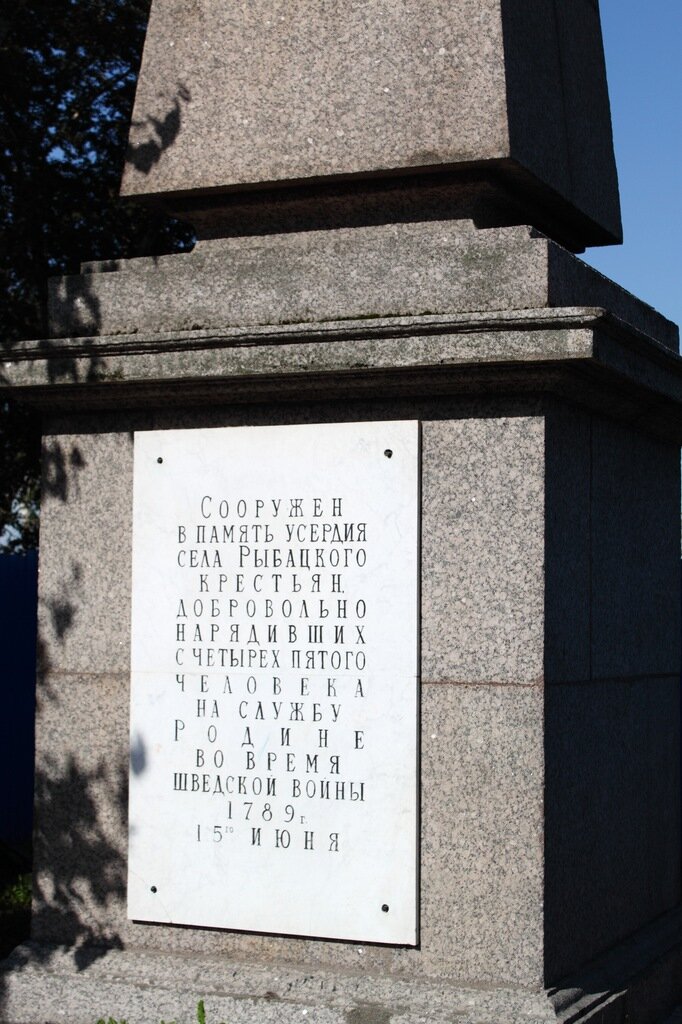 Сооружен
в память усердия
села Рыбацкого
крестьян,
добровольно
нарядивших
с четырех пятого
человека
на службу
Родине
во время
шведской войны
1789 г.
15го июня